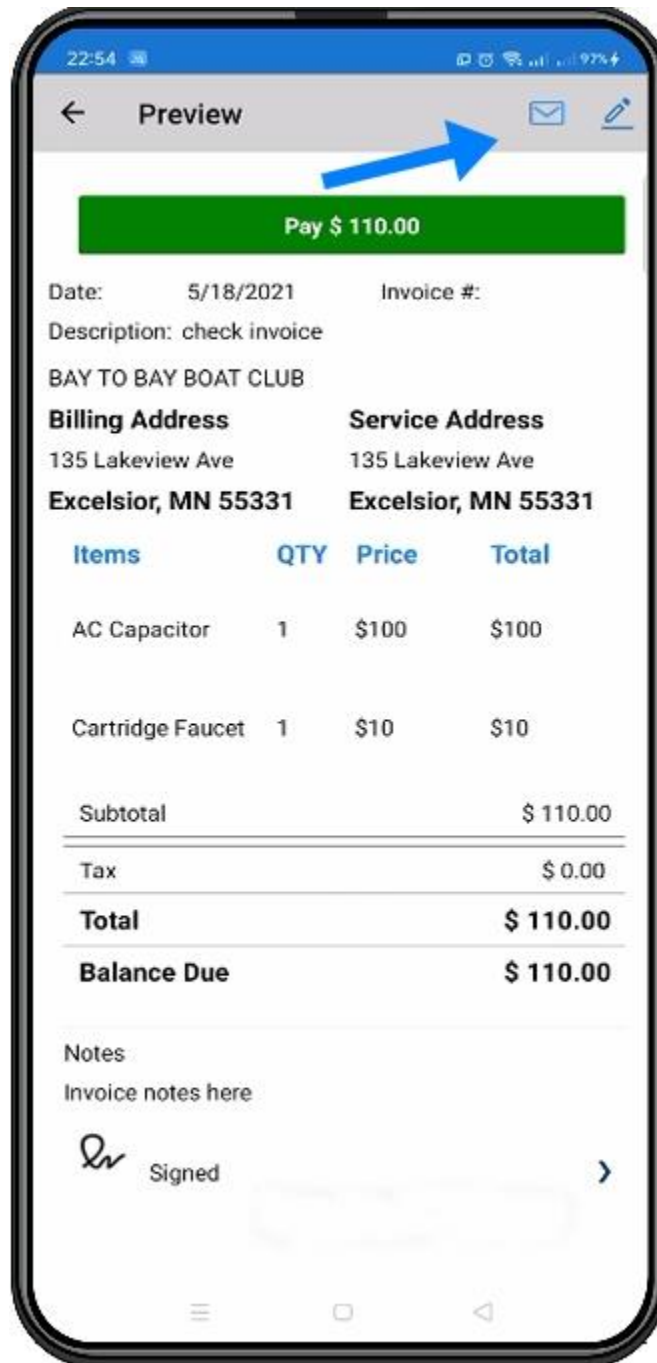 22:54 97%
Preview
Pay $ 110.00
Date: 5/18/2021 Invoice #:
Description: check invoice
BAY TO BAY BOAT CLUB
Billing Address Service Address
135 Lakeview Ave 135 Lakeview Ave
Excelsior, MN 55331 Excelsior, MN 55331
Items QTY Price Total
AC Capacitor 1 $100 $100
Cartridge Faucet 1 $10 $10
Subtotal $ 110.00
Tax $ 0.00
Total $ 110.00
Balance Due $ 110.00
Notes
Invoice notes here
Signed